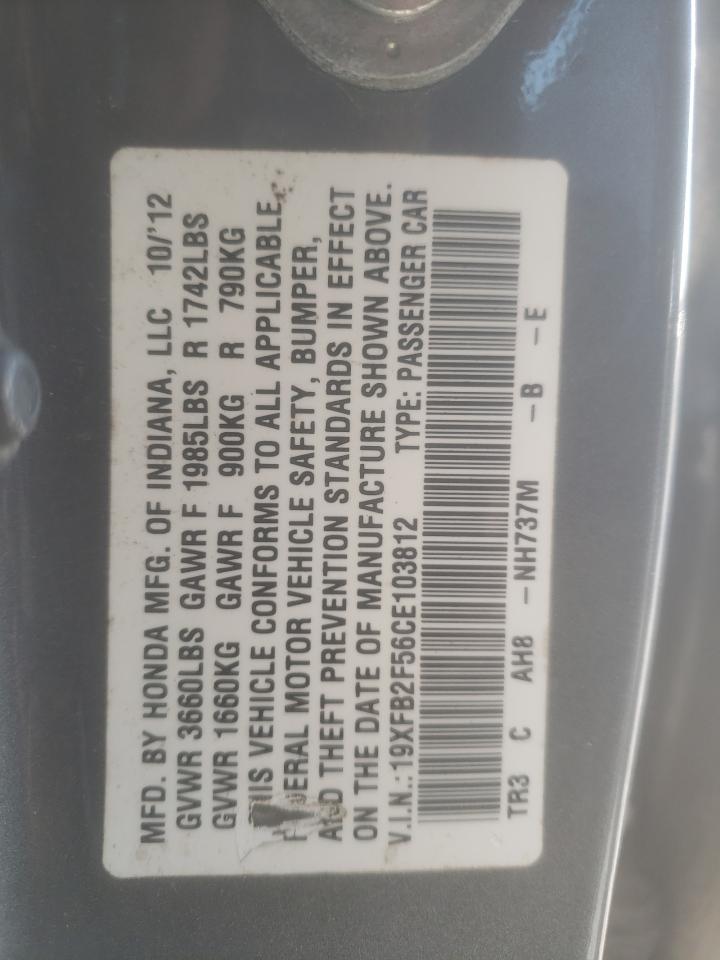 MFD. BY HONDA MFG. OF INDIANA, LLC 10/'12
GVWR 3660LBS GAWR F 1985LBS R 1742LBS
GVWR 1660KG GAWR F 900KG R 790KG
HIS VEHICLE CONFORMS TO ALL APPLICABLE
MOTOR VEHICLE SAFETY, BUMPER,
AND THEFT PREVENTION STANDARDS IN EFFECT
ON THE DATE OF MANUFACTURE SHOWN ABOVE.
V.I.N.:19XFB2F56CE103812 TYPE: PASSENGER CAR
TR3 C AH8 -NH737M -B -E